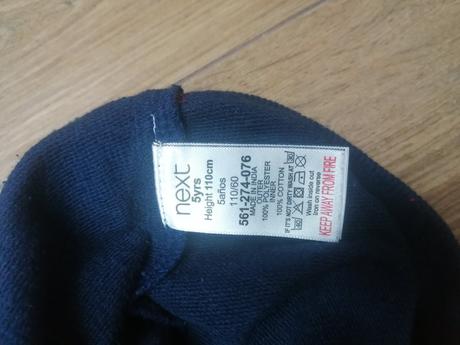 next
5yrs
Height 110cm
5años
110/60
561-274-076
MADE IN INDIA
OUTER
100% POLYESTER
INNER
100% COTTON
IF IT'S NOT DIRTY WASH AT
Wash inside out
Iron on reverse
KEEP AWAY FROM FIRE